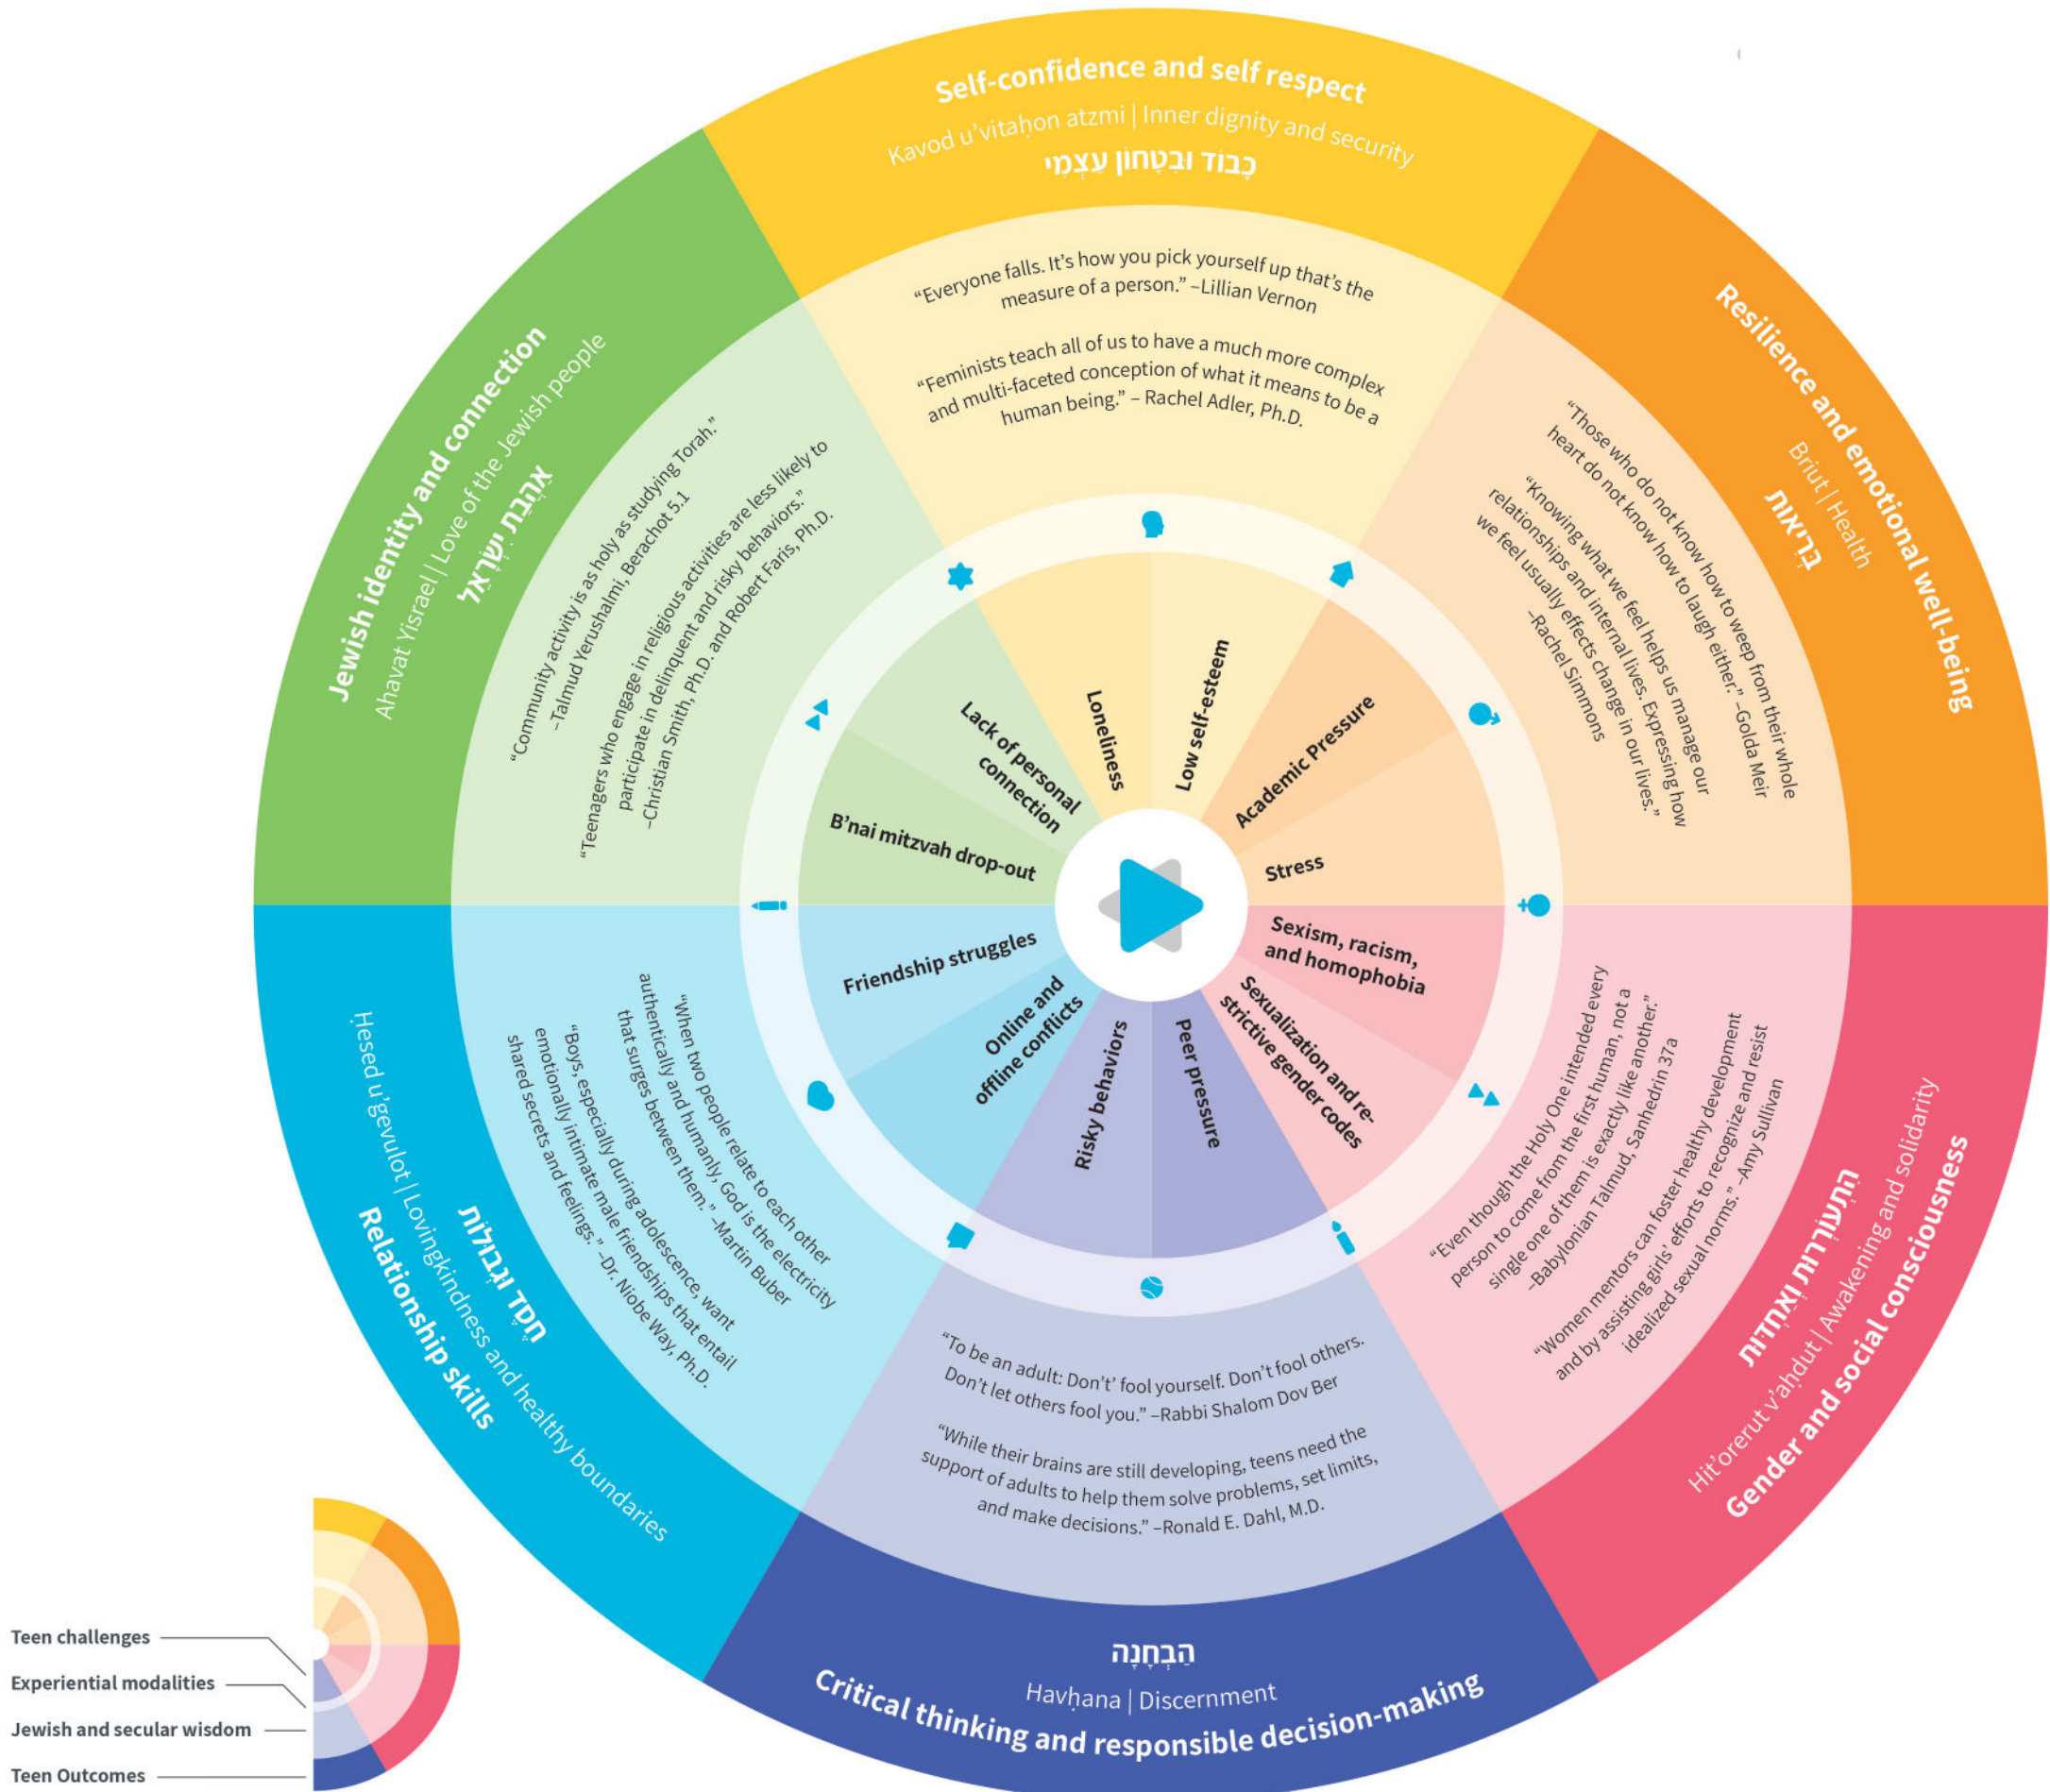 Self-confidence and self respect
Kavod u’vitaḥon atzmi | Inner dignity and security
כָּבוֹד וּבִטָּחוֹן עַצְמִי
“Everyone falls. It’s how you pick yourself up that’s the
measure of a person.” –Lillian Vernon
“Feminists teach all of us to have a much more complex
and multi-faceted conception of what it means to be a
human being.” – Rachel Adler, Ph.D.
Loneliness
Low self-esteem
Resilience and emotional well-being
Briut | Health
בְּרִיאוּת
“Those who do not know how to weep from their whole
heart do not know how to laugh either.” –Golda Meir
“Knowing what we feel helps us manage our
relationships and internal lives. Expressing how
we feel usually effects change in our lives.”
–Rachel Simmons
Academic Pressure
Stress
Sexism, racism,
and homophobia
Sexualization and re-
strictive gender codes
“Even though the Holy One intended every
person to come from the first human, not a
single one of them is exactly like another.”
–Babylonian Talmud, Sanhedrin 37a
“Women mentors can foster healthy development
and by assisting girls’ efforts to recognize and resist
idealized sexual norms.” –Amy Sullivan
הִתְעוֹרְרוּת וְאַחְדוּת
Hit’orerut v’aḥdut | Awakening and solidarity
Gender and social consciousness
Peer pressure
Risky behaviors
“To be an adult: Don’t’ fool yourself. Don’t fool others.
Don’t let others fool you.” –Rabbi Shalom Dov Ber
“While their brains are still developing, teens need the
support of adults to help them solve problems, set limits,
and make decisions.” –Ronald E. Dahl, M.D.
הַבְחָנָה
Havḥana | Discernment
Critical thinking and responsible decision-making
Online and
offline conflicts
Friendship struggles
“When two people relate to each other
authentically and humanly, God is the electricity
that surges between them.” –Martin Buber
“Boys, especially during adolescence, want
emotionally intimate male friendships that entail
shared secrets and feelings.” –Dr. Niobe Way, Ph.D.
חֶסֶד וּגְבוּלוֹת
Ḥesed u’gevulot | Lovingkindness and healthy boundaries
Relationship skills
B’nai mitzvah drop-out
Lack of personal
connection
Jewish identity and connection
Ahavat Yisrael | Love of the Jewish people
אַהֲבַת יִשְׂרָאֵל
“Community activity is as holy as studying Torah.”
–Talmud Yerushalmi, Berachot 5.1
“Teenagers who engage in religious activities are less likely to
participate in delinquent and risky behaviors.”
–Christian Smith, Ph.D. and Robert Faris, Ph.D.
Teen challenges
Experiential modalities
Jewish and secular wisdom
Teen Outcomes